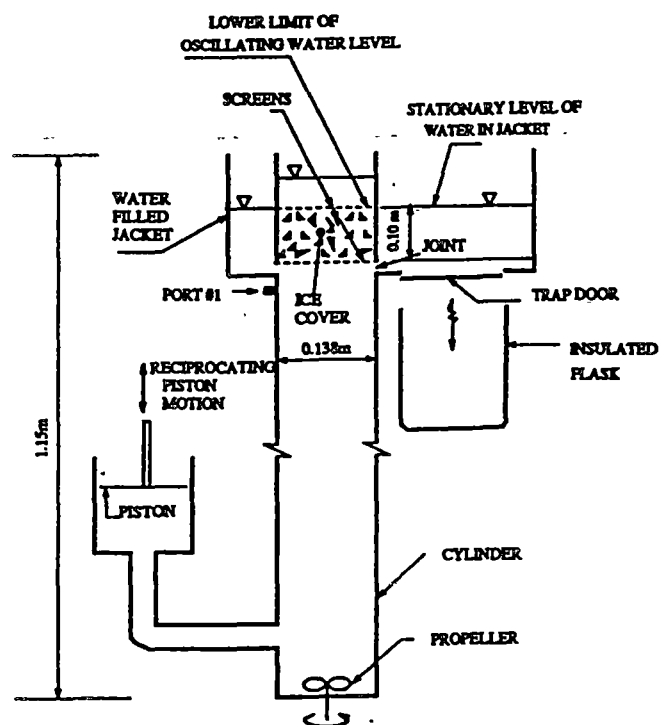 LOWER LIMIT OF
OSCILLATING WATER LEVEL
SCREENS
STATIONARY LEVEL OF
WATER IN JACKET
WATER
FILLED
JACKET
0.10 m
JOINT
PORT #1
ICE
COVER
TRAP DOOR
0.138m
INSULATED
FLASK
RECIPROCATING
PISTON
MOTION
1.15m
PISTON
CYLINDER
PROPELLER